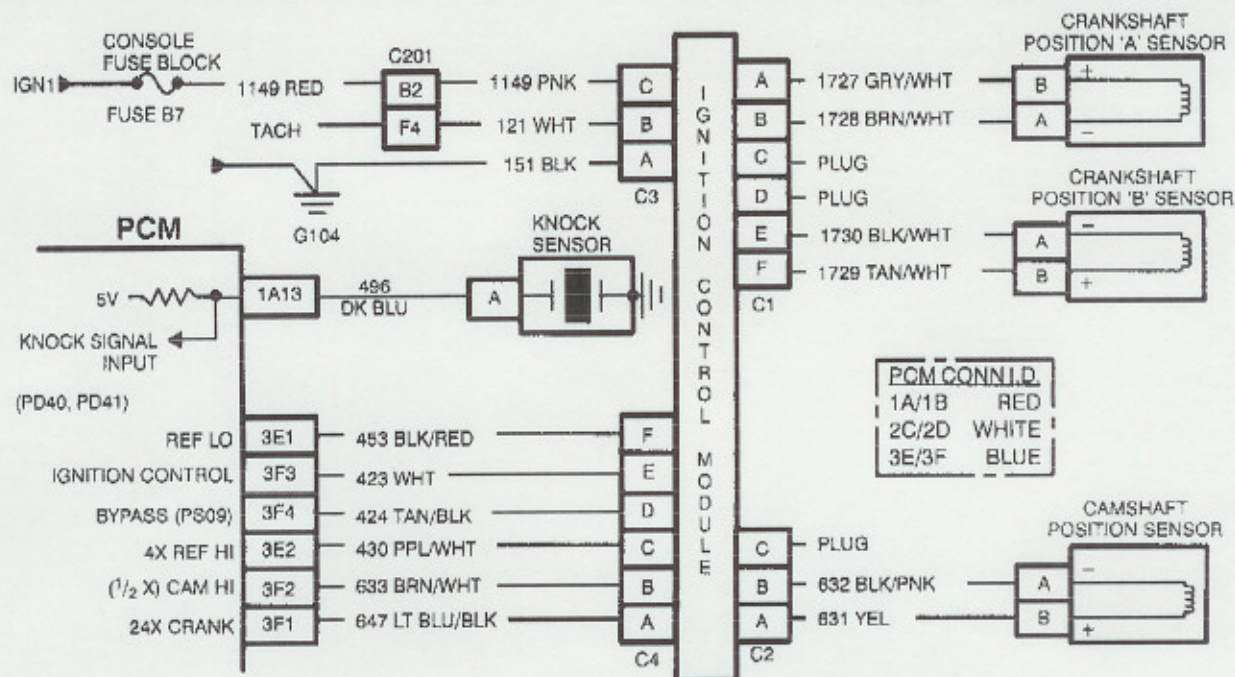 CONSOLE
FUSE BLOCK
IGN1
FUSE B7
1149 RED
TACH
C201
B2
F4
1149 PNK
121 WHT
151 BLK
G104
C
B
A
C3
IGNITION CONTROL MODULE
A
B
C
D
E
F
C1
1727 GRY/WHT
1728 BRN/WHT
PLUG
PLUG
1730 BLK/WHT
1729 TAN/WHT
CRANKSHAFT
POSITION 'A' SENSOR
B
A
+
−
CRANKSHAFT
POSITION 'B' SENSOR
A
B
−
+
PCM
5V
1A13
496
DK BLU
KNOCK
SENSOR
A
KNOCK SIGNAL
INPUT
(PD40, PD41)
REF LO 3E1 453 BLK/RED F
IGNITION CONTROL 3F3 423 WHT E
BYPASS (PS09) 3F4 424 TAN/BLK D
4X REF HI 3E2 430 PPL/WHT C
(1/2 X) CAM HI 3F2 633 BRN/WHT B
24X CRANK 3F1 647 LT BLU/BLK A
C4
PCM CONN I.D.
1A/1B RED
2C/2D WHITE
3E/3F BLUE
CAMSHAFT
POSITION SENSOR
C PLUG
B 632 BLK/PNK A −
A 631 YEL B +
C2